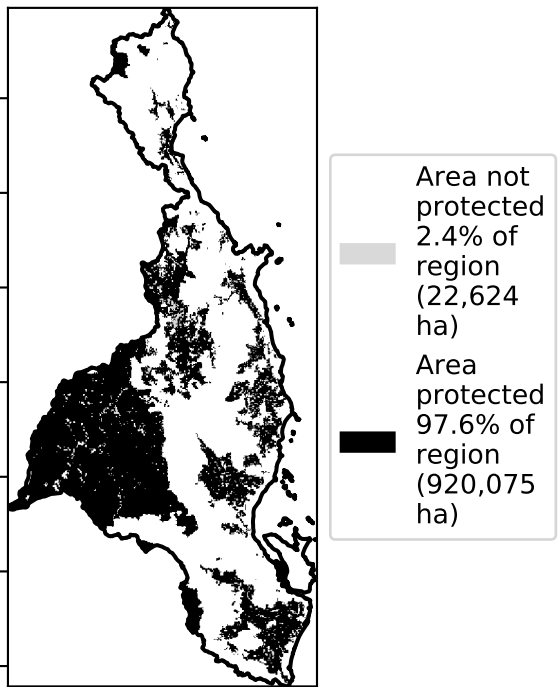 Area not
protected
2.4% of
region
(22,624
ha)
Area
protected
97.6% of
region
(920,075
ha)